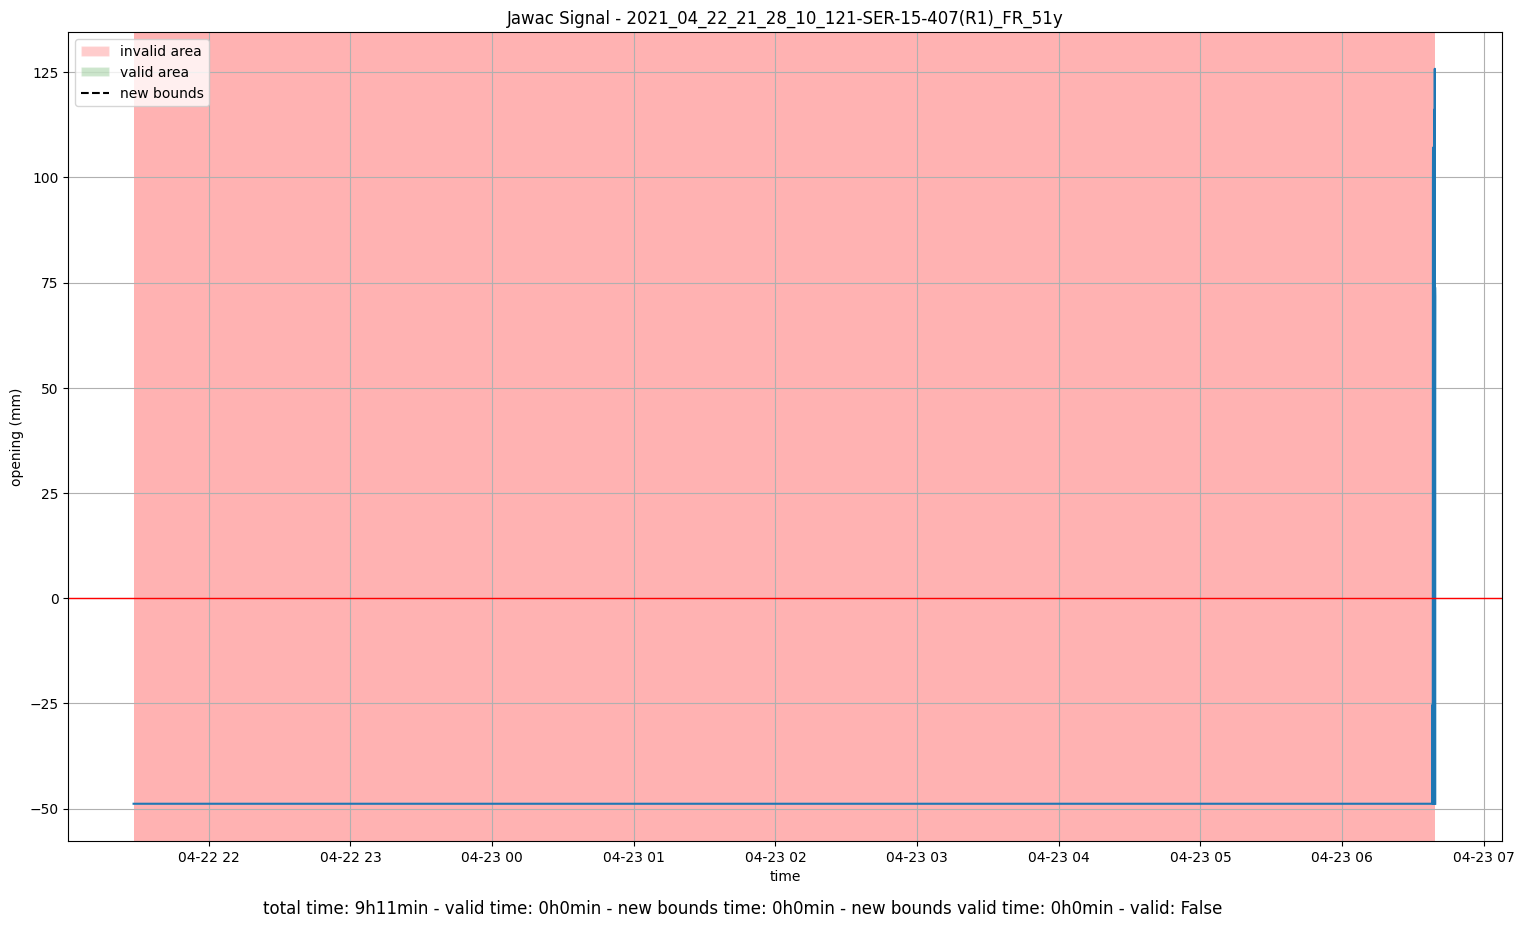 Jawac Signal - 2021_04_22_21_28_10_121-SER-15-407(R1)_FR_51y
invalid area
valid area
new bounds
opening (mm)
125
100
75
50
25
0
−25
−50
04-22 22 04-22 23 04-23 00 04-23 01 04-23 02 04-23 03 04-23 04 04-23 05 04-23 06 04-23 07
time
total time: 9h11min - valid time: 0h0min - new bounds time: 0h0min - new bounds valid time: 0h0min - valid: False